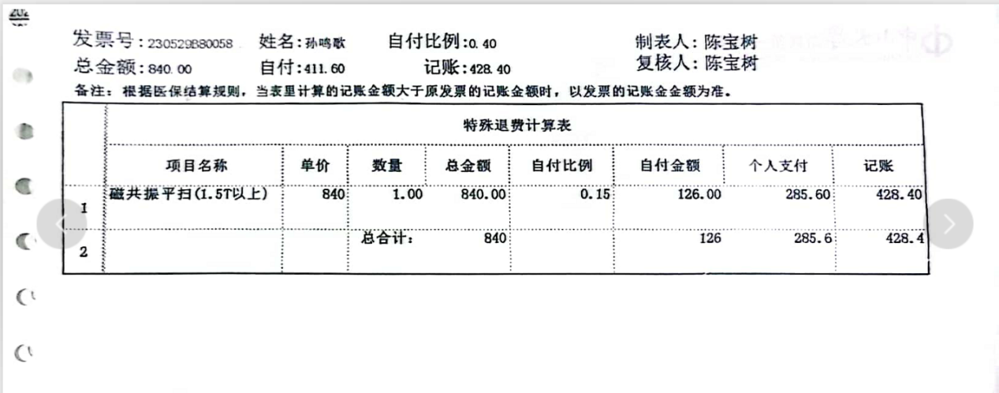 发票号:230529880058 姓名:孙鸣歌 自付比例:0.40 制表人: 陈宝树
总金额:840.00 自付:411.60 记账:428.40 复核人: 陈宝树
备注: 根据医保结算规则，当表里计算的记账金额大于原发票的记账金额时，以发票的记账金金额为准。
特殊退费计算表
项目名称 单价 数量 总金额 自付比例 自付金额 个人支付 记账
1 磁共振平扫(1.5T以上) 840 1.00 840.00 0.15 126.00 285.60 428.40
2 总合计: 840 126 285.6 428.4